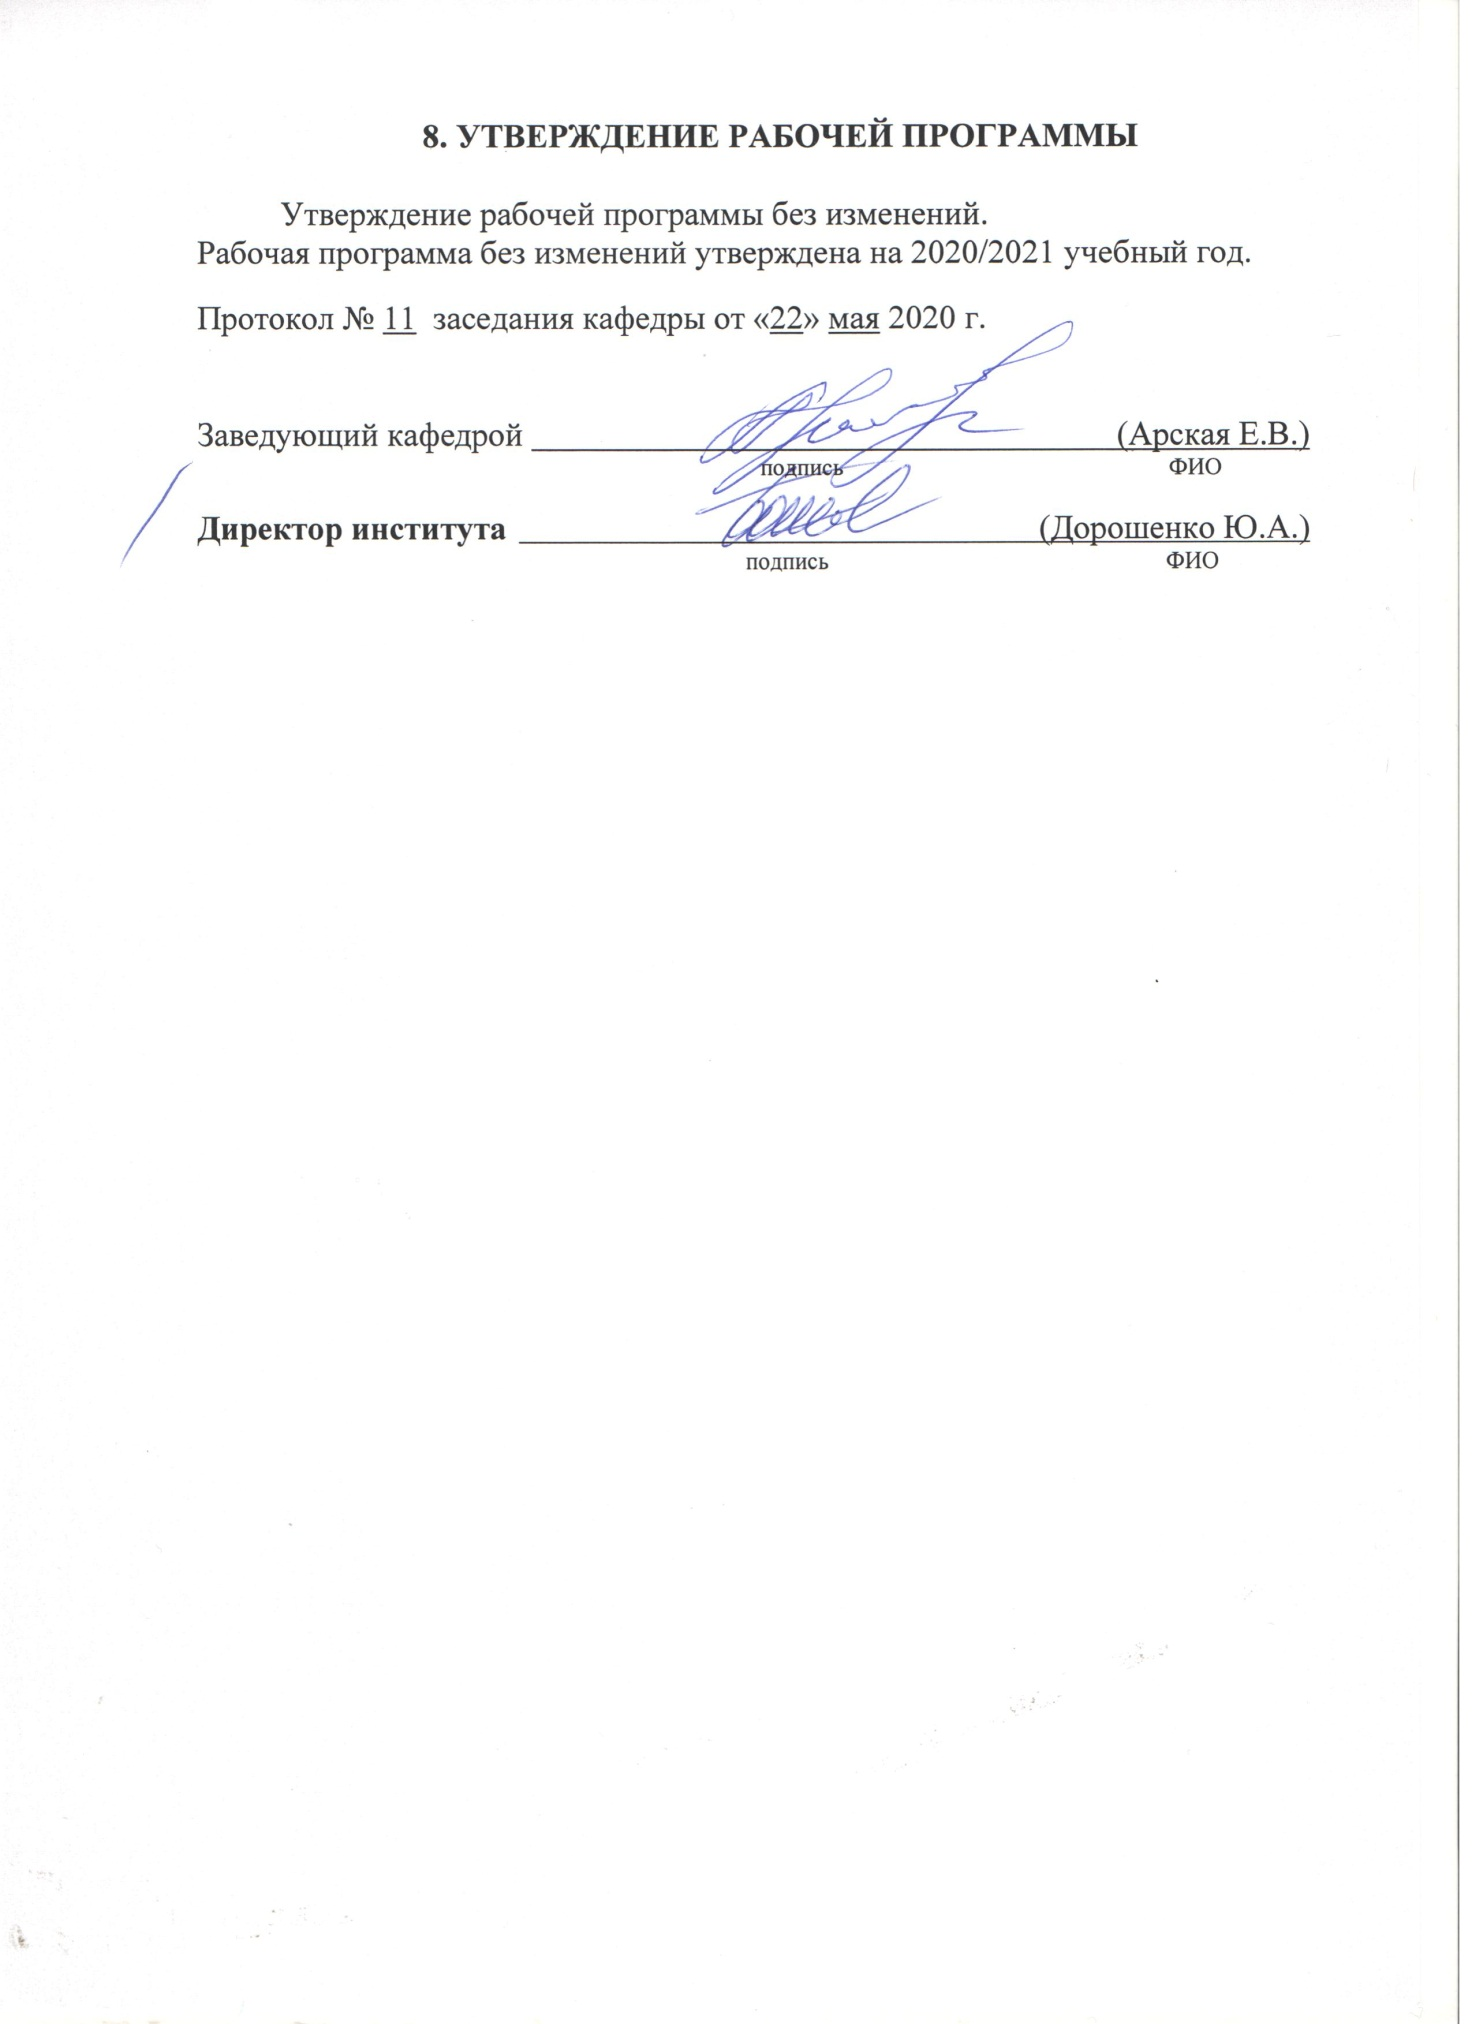 8. УТВЕРЖДЕНИЕ РАБОЧЕЙ ПРОГРАММЫ
Утверждение рабочей программы без изменений.
Рабочая программа без изменений утверждена на 2020/2021 учебный год.
Протокол № 11 заседания кафедры от «22» мая 2020 г.
Заведующий кафедрой (Арская Е.В.)
подпись ФИО
Директор института (Дорошенко Ю.А.)
подпись ФИО